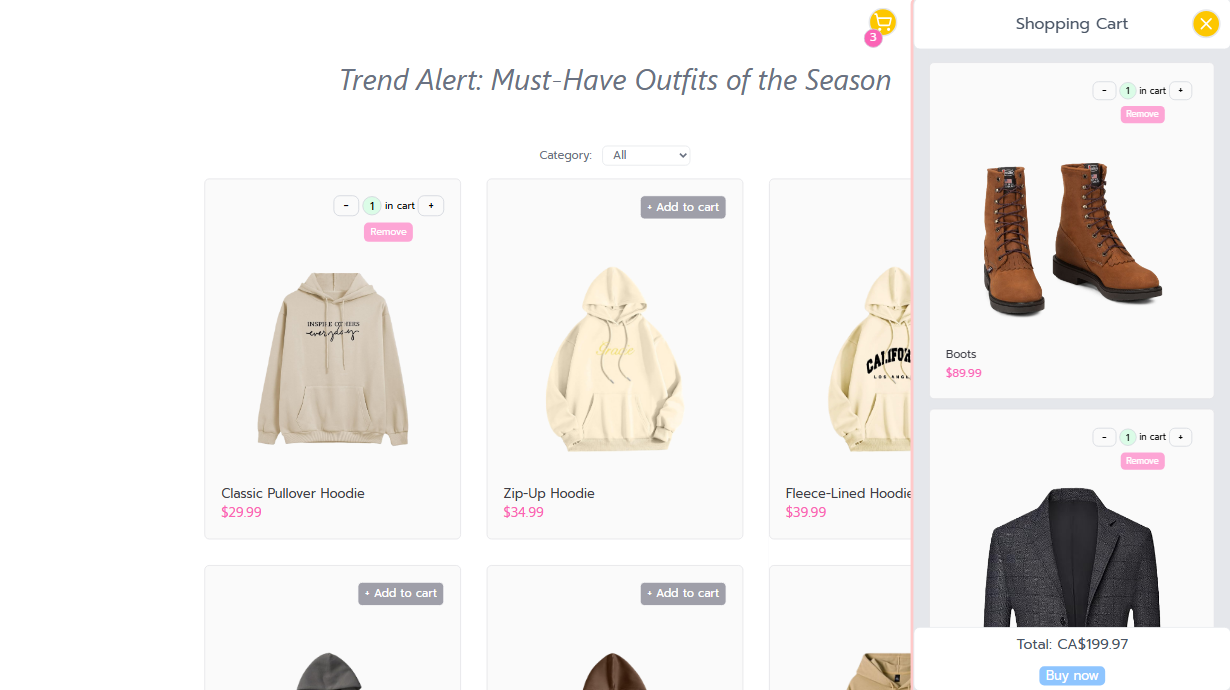 3
Shopping Cart
Trend Alert: Must-Have Outfits of the Season
Category: All
- 1 in cart +
Remove
INSPIRE OTHERS
everyday
Classic Pullover Hoodie
$29.99
+ Add to cart
Zip-Up Hoodie
$34.99
LOS
Fleece-Lined Hoodie
$39.99
+ Add to cart
+ Add to cart
- 1 in cart +
Remove
Boots
$89.99
- 1 in cart +
Remove
Total: CA$199.97
Buy now